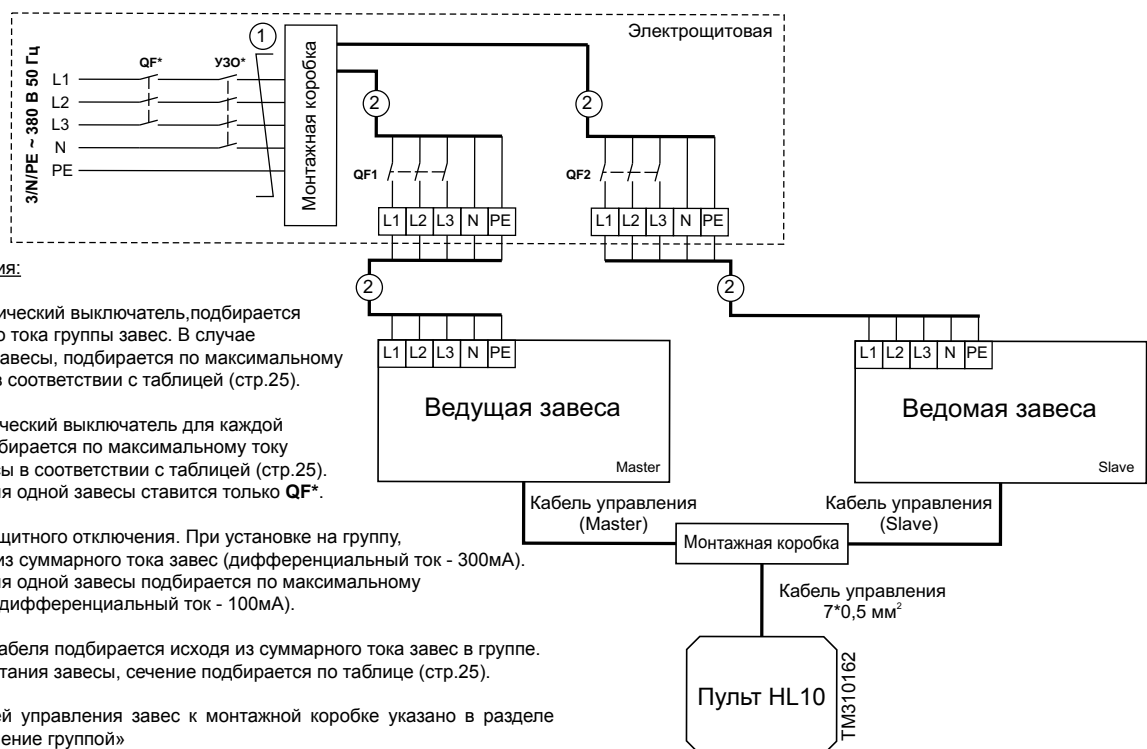 Электрощитовая
3/N/PE ~ 380 В 50 Гц
QF*
УЗО*
1
L1
L2
L3
N
PE
Монтажная коробка
2
2
QF1
QF2
L1 L2 L3 N PE
L1 L2 L3 N PE
2
2
L1 L2 L3 N PE
L1 L2 L3 N PE
Ведущая завеса
Master
Ведомая завеса
Slave
Кабель управления
(Master)
Кабель управления
(Slave)
Монтажная коробка
Кабель управления
7*0,5 мм²
Пульт HL10
TM310162
ия:
ический выключатель,подбирается
о тока группы завес. В случае
авесы, подбирается по максимальному
в соответствии с таблицей (стр.25).
ческий выключатель для каждой
бирается по максимальному току
сы в соответствии с таблицей (стр.25).
ия одной завесы ставится только QF*.
щитного отключения. При установке на группу,
из суммарного тока завес (дифференциальный ток - 300мА).
ия одной завесы подбирается по максимальному
дифференциальный ток - 100мА).
абеля подбирается исходя из суммарного тока завес в группе.
тания завесы, сечение подбирается по таблице (стр.25).
ей управления завес к монтажной коробке указано в разделе
ение группой»